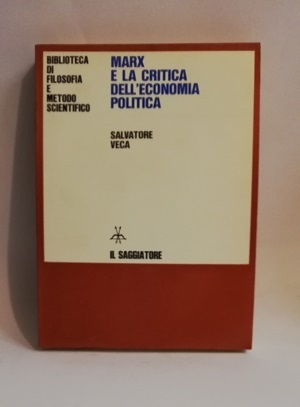 BIBLIOTECA
DI
FILOSOFIA
E
METODO
SCIENTIFICO
MARX
E LA CRITICA
DELL'ECONOMIA
POLITICA
SALVATORE
VECA
IL SAGGIATORE